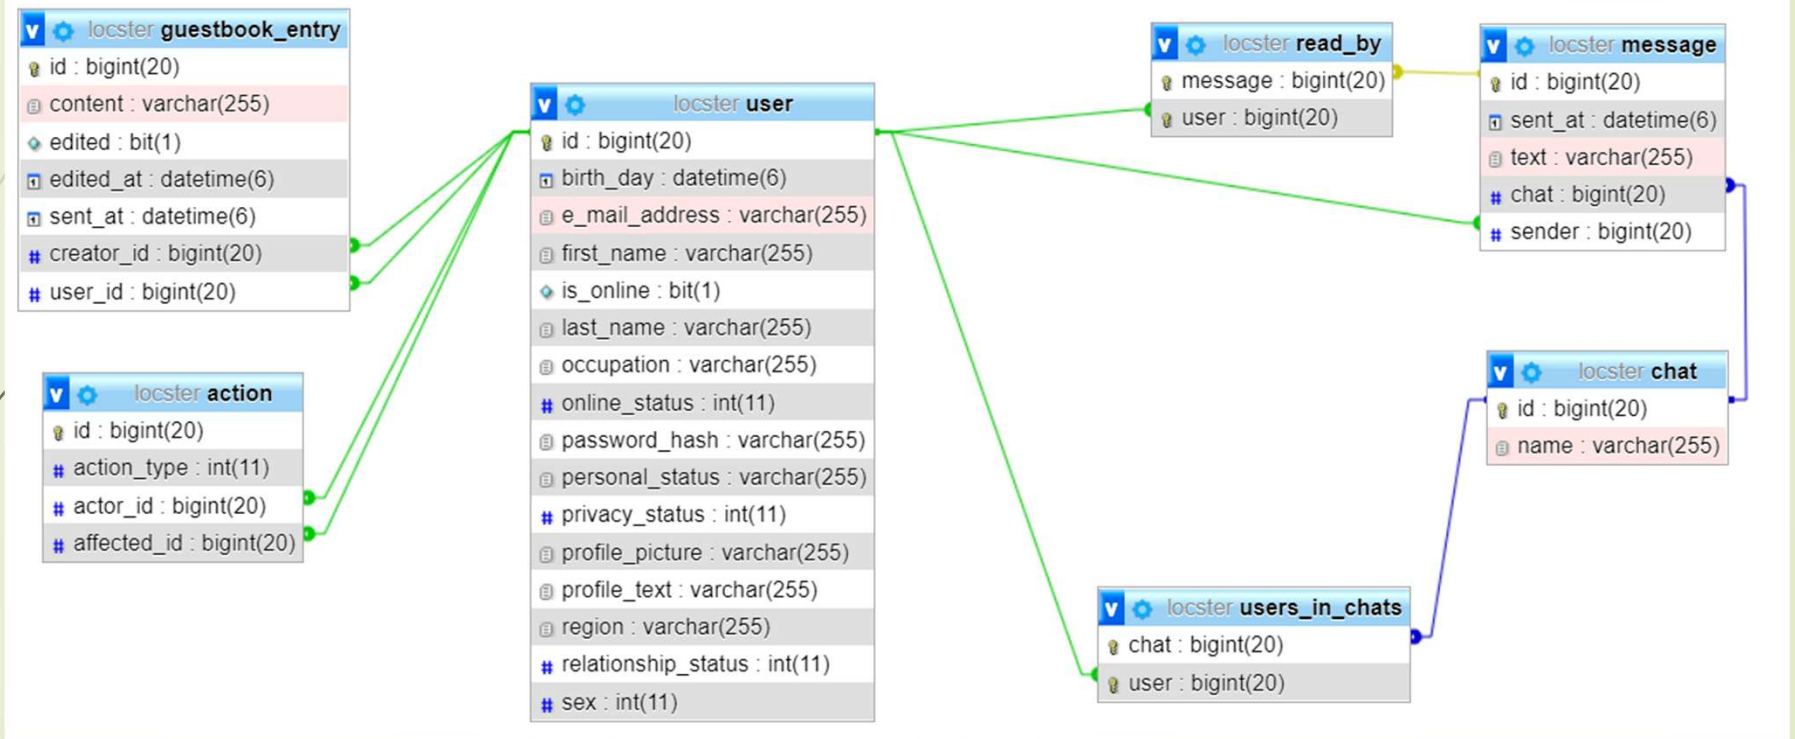 locster guestbook_entry
id : bigint(20)
content : varchar(255)
edited : bit(1)
edited_at : datetime(6)
sent_at : datetime(6)
creator_id : bigint(20)
user_id : bigint(20)
locster action
id : bigint(20)
action_type : int(11)
actor_id : bigint(20)
affected_id : bigint(20)
locster user
id : bigint(20)
birth_day : datetime(6)
e_mail_address : varchar(255)
first_name : varchar(255)
is_online : bit(1)
last_name : varchar(255)
occupation : varchar(255)
online_status : int(11)
password_hash : varchar(255)
personal_status : varchar(255)
privacy_status : int(11)
profile_picture : varchar(255)
profile_text : varchar(255)
region : varchar(255)
relationship_status : int(11)
sex : int(11)
locster read_by
message : bigint(20)
user : bigint(20)
locster message
id : bigint(20)
sent_at : datetime(6)
text : varchar(255)
chat : bigint(20)
sender : bigint(20)
locster chat
id : bigint(20)
name : varchar(255)
locster users_in_chats
chat : bigint(20)
user : bigint(20)